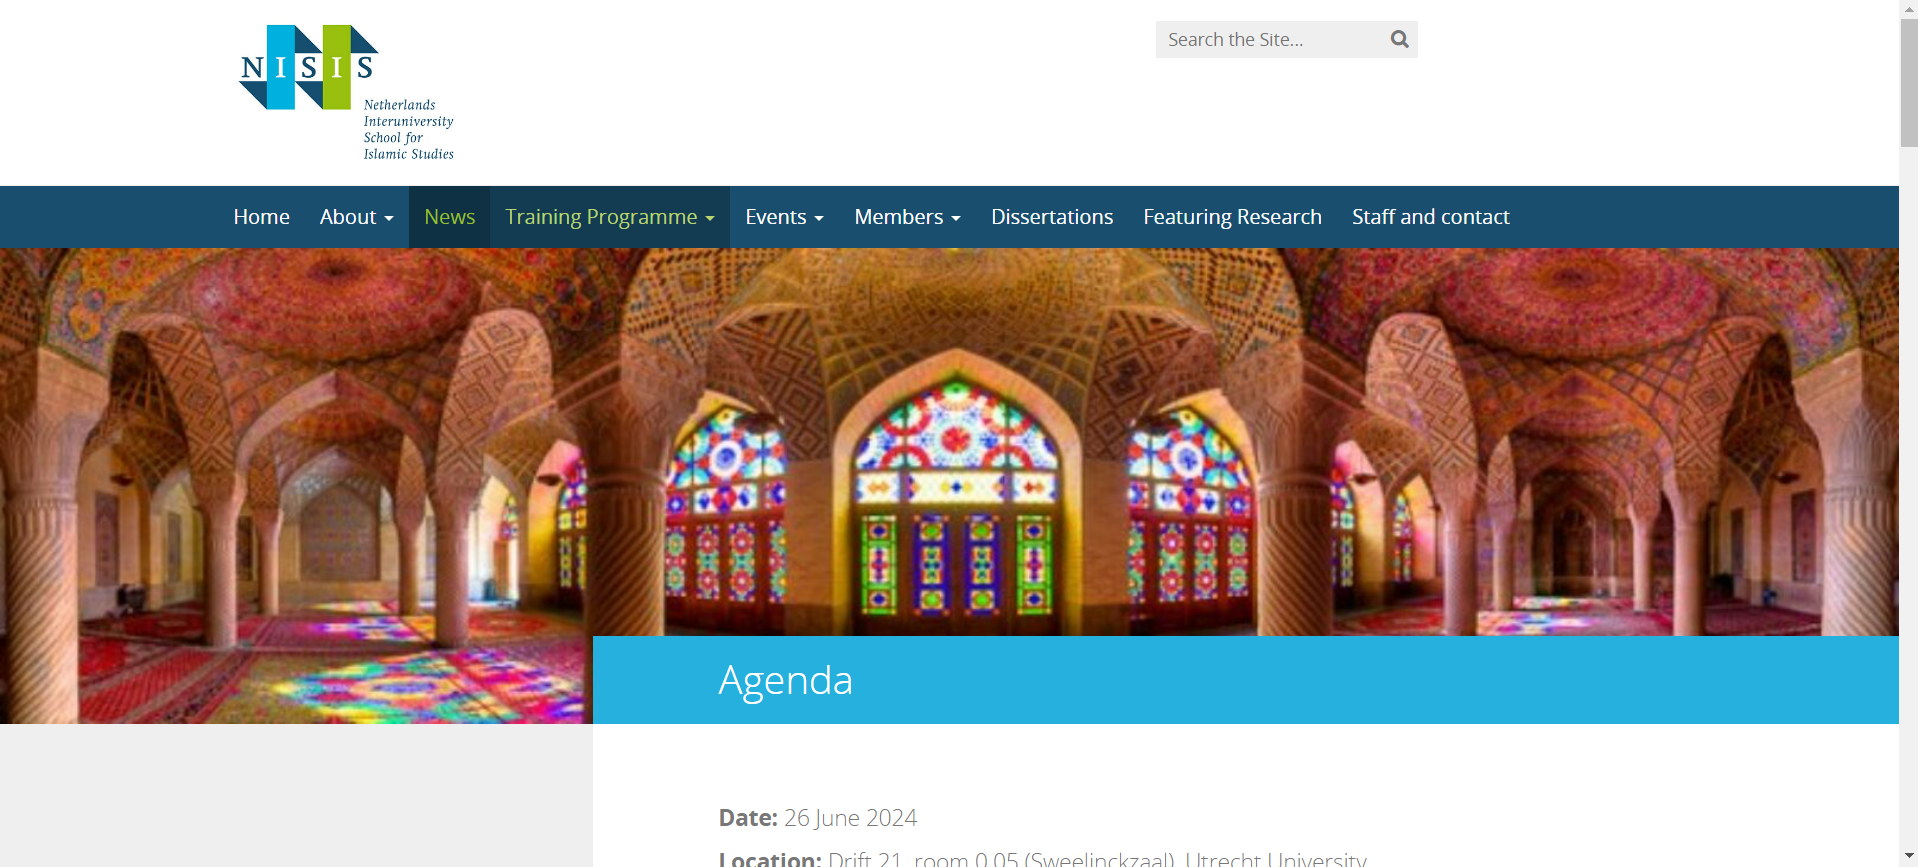 NISIS
Netherlands
Interuniversity
School for
Islamic Studies
Search the Site...
Home About News Training Programme Events Members Dissertations Featuring Research Staff and contact
Agenda
Date: 26 June 2024
Location: Drift 21, room 0.05 (Sweelinckzaal), Utrecht University